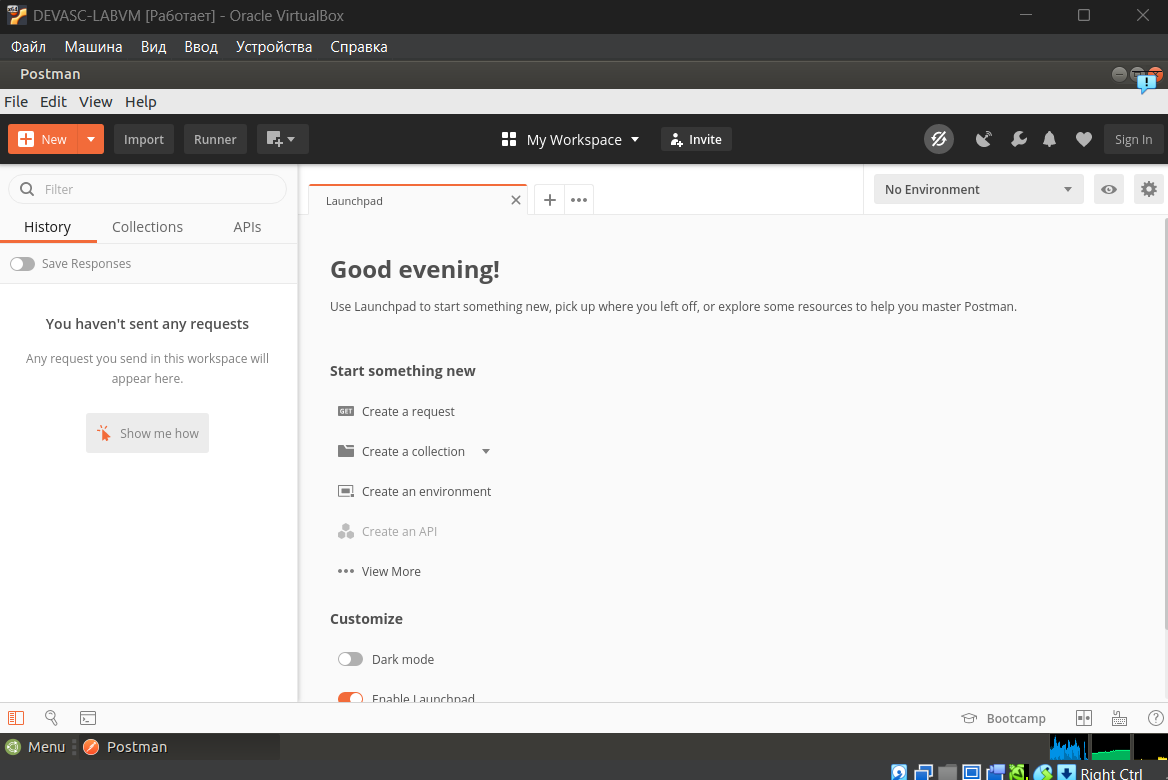 DEVASC-LABVM [Работает] - Oracle VirtualBox
Файл Машина Вид Ввод Устройства Справка
Postman
File Edit View Help
New Import Runner My Workspace Invite Sign In
Filter
Launchpad
No Environment
History Collections APIs
Save Responses
Good evening!
Use Launchpad to start something new, pick up where you left off, or explore some resources to help you master Postman.
You haven't sent any requests
Any request you send in this workspace will
appear here.
Show me how
Start something new
GET Create a request
Create a collection
Create an environment
Create an API
View More
Customize
Dark mode
Enable Launchpad
Bootcamp
Menu Postman
Right Ctrl